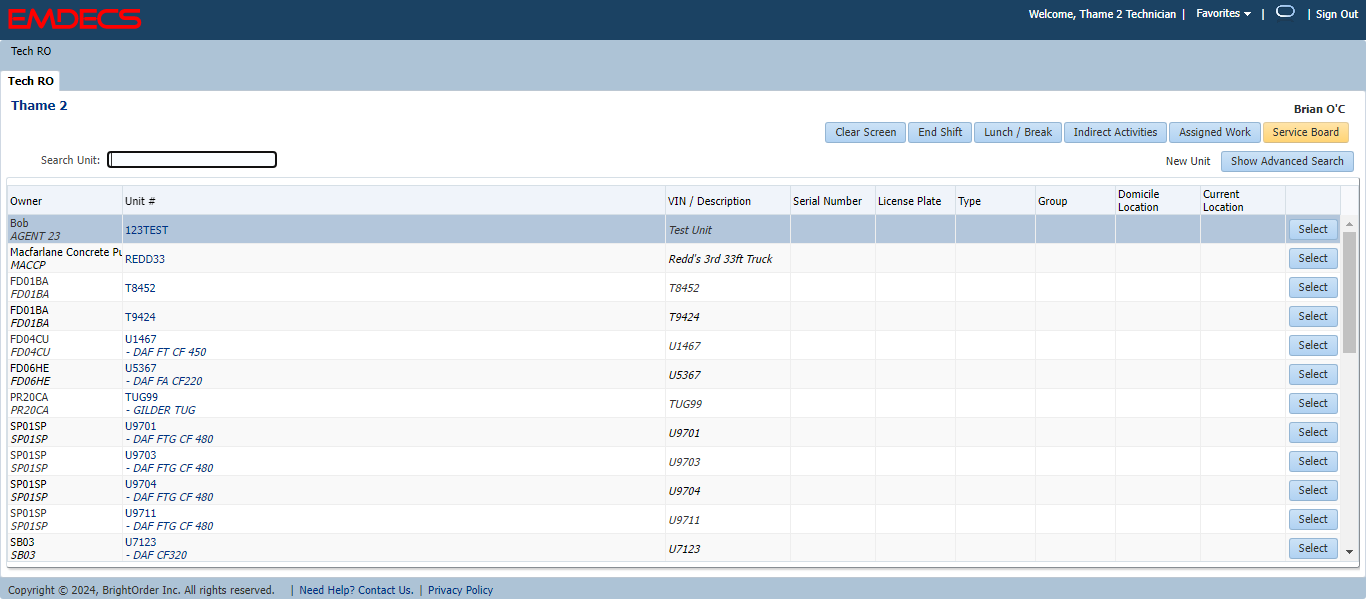 EMDECS
Welcome, Thame 2 Technician | Favorites | | Sign Out
Tech RO
Tech RO
Thame 2
Brian O'C
Clear Screen End Shift Lunch / Break Indirect Activities Assigned Work Service Board
Search Unit:
New Unit Show Advanced Search
Owner Unit # VIN / Description Serial Number License Plate Type Group Domicile Location Current Location
Bob 123TEST Test Unit Select
AGENT 23
Macfarlane Concrete Pu REDD33 Redd's 3rd 33ft Truck Select
MACCP
FD01BA T8452 T8452 Select
FD01BA
FD01BA T9424 T9424 Select
FD01BA
FD04CU U1467 U1467 Select
FD04CU - DAF FT CF 450
FD06HE U5367 U5367 Select
FD06HE - DAF FA CF220
PR20CA TUG99 TUG99 Select
PR20CA - GILDER TUG
SP01SP U9701 U9701 Select
SP01SP - DAF FTG CF 480
SP01SP U9703 U9703 Select
SP01SP - DAF FTG CF 480
SP01SP U9704 U9704 Select
SP01SP - DAF FTG CF 480
SP01SP U9711 U9711 Select
SP01SP - DAF FTG CF 480
SB03 U7123 U7123 Select
SB03 - DAF CF320
Copyright © 2024, BrightOrder Inc. All rights reserved. | Need Help? Contact Us. | Privacy Policy